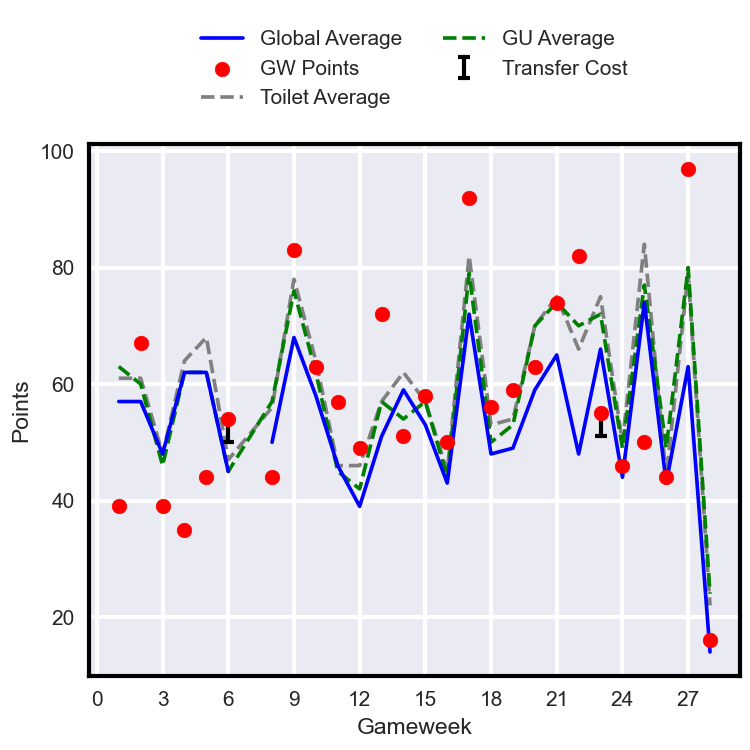 Global Average
GW Points
Toilet Average
GU Average
Transfer Cost
100
80
60
40
20
Points
0 3 6 9 12 15 18 21 24 27
Gameweek